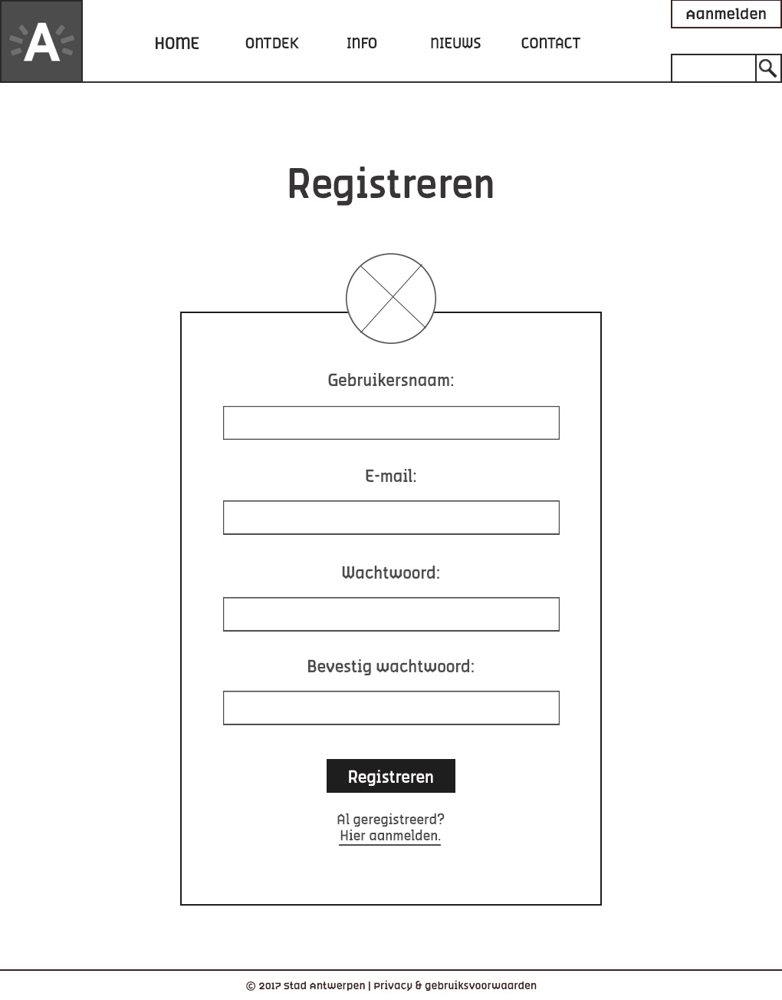 A
HOME ONTDEK INFO NIEUWS CONTACT
Aanmelden
Registreren
Gebruikersnaam:
E-mail:
Wachtwoord:
Bevestig wachtwoord:
Registreren
Al geregistreerd?
Hier aanmelden.
© 2017 Stad Antwerpen | Privacy & gebruiksvoorwaarden